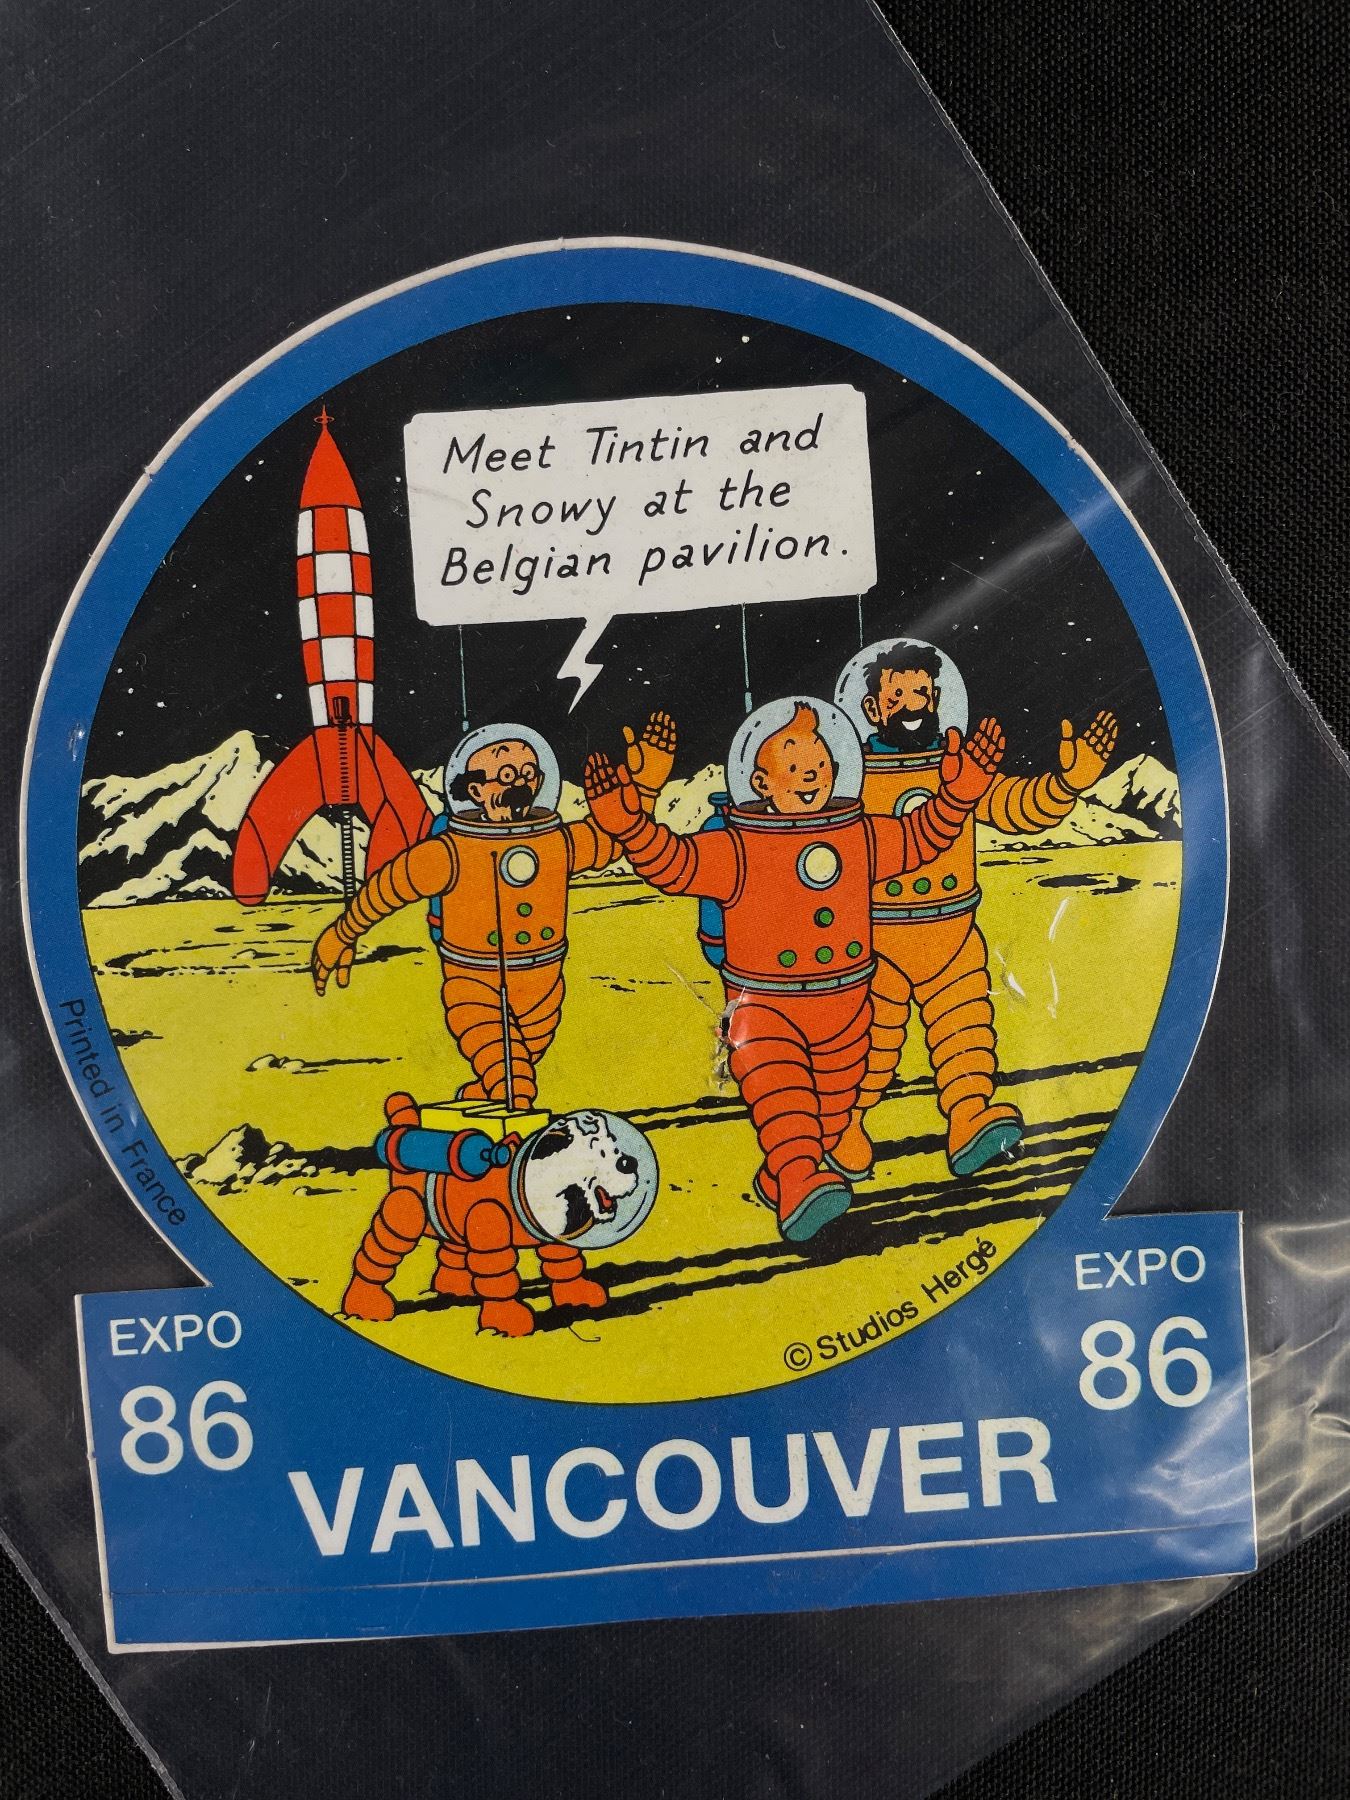 Meet Tintin and
Snowy at the
Belgian pavilion.
Printed in France
© Studios Hergé
EXPO
86
EXPO
86
VANCOUVER